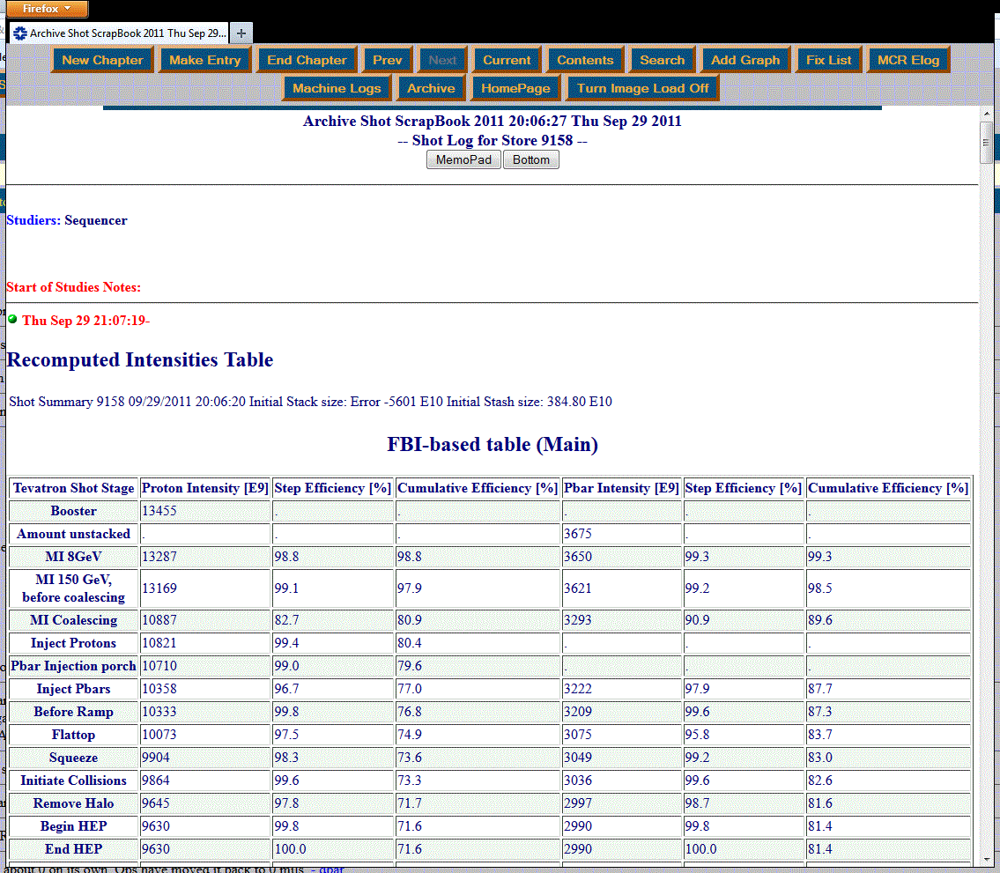 Firefox
Archive Shot ScrapBook 2011 Thu Sep 29... +
New Chapter Make Entry End Chapter Prev Next Current Contents Search Add Graph Fix List MCR Elog
Machine Logs Archive HomePage Turn Image Load Off
Archive Shot ScrapBook 2011 20:06:27 Thu Sep 29 2011
-- Shot Log for Store 9158 --
MemoPad Bottom
Studiers: Sequencer
Start of Studies Notes:
Thu Sep 29 21:07:19-
Recomputed Intensities Table
Shot Summary 9158 09/29/2011 20:06:20 Initial Stack size: Error -5601 E10 Initial Stash size: 384.80 E10
FBI-based table (Main)
Tevatron Shot Stage Proton Intensity [E9] Step Efficiency [%] Cumulative Efficiency [%] Pbar Intensity [E9] Step Efficiency [%] Cumulative Efficiency [%]
Booster 13455 . . . . .
Amount unstacked . . . 3675 . .
MI 8GeV 13287 98.8 98.8 3650 99.3 99.3
MI 150 GeV,
before coalescing 13169 99.1 97.9 3621 99.2 98.5
MI Coalescing 10887 82.7 80.9 3293 90.9 89.6
Inject Protons 10821 99.4 80.4 . . .
Pbar Injection porch 10710 99.0 79.6 . . .
Inject Pbars 10358 96.7 77.0 3222 97.9 87.7
Before Ramp 10333 99.8 76.8 3209 99.6 87.3
Flattop 10073 97.5 74.9 3075 95.8 83.7
Squeeze 9904 98.3 73.6 3049 99.2 83.0
Initiate Collisions 9864 99.6 73.3 3036 99.6 82.6
Remove Halo 9645 97.8 71.7 2997 98.7 81.6
Begin HEP 9630 99.8 71.6 2990 99.8 81.4
End HEP 9630 100.0 71.6 2990 100.0 81.4
about 0 on its own. Ops have moved it back to 0 mils. - dbar